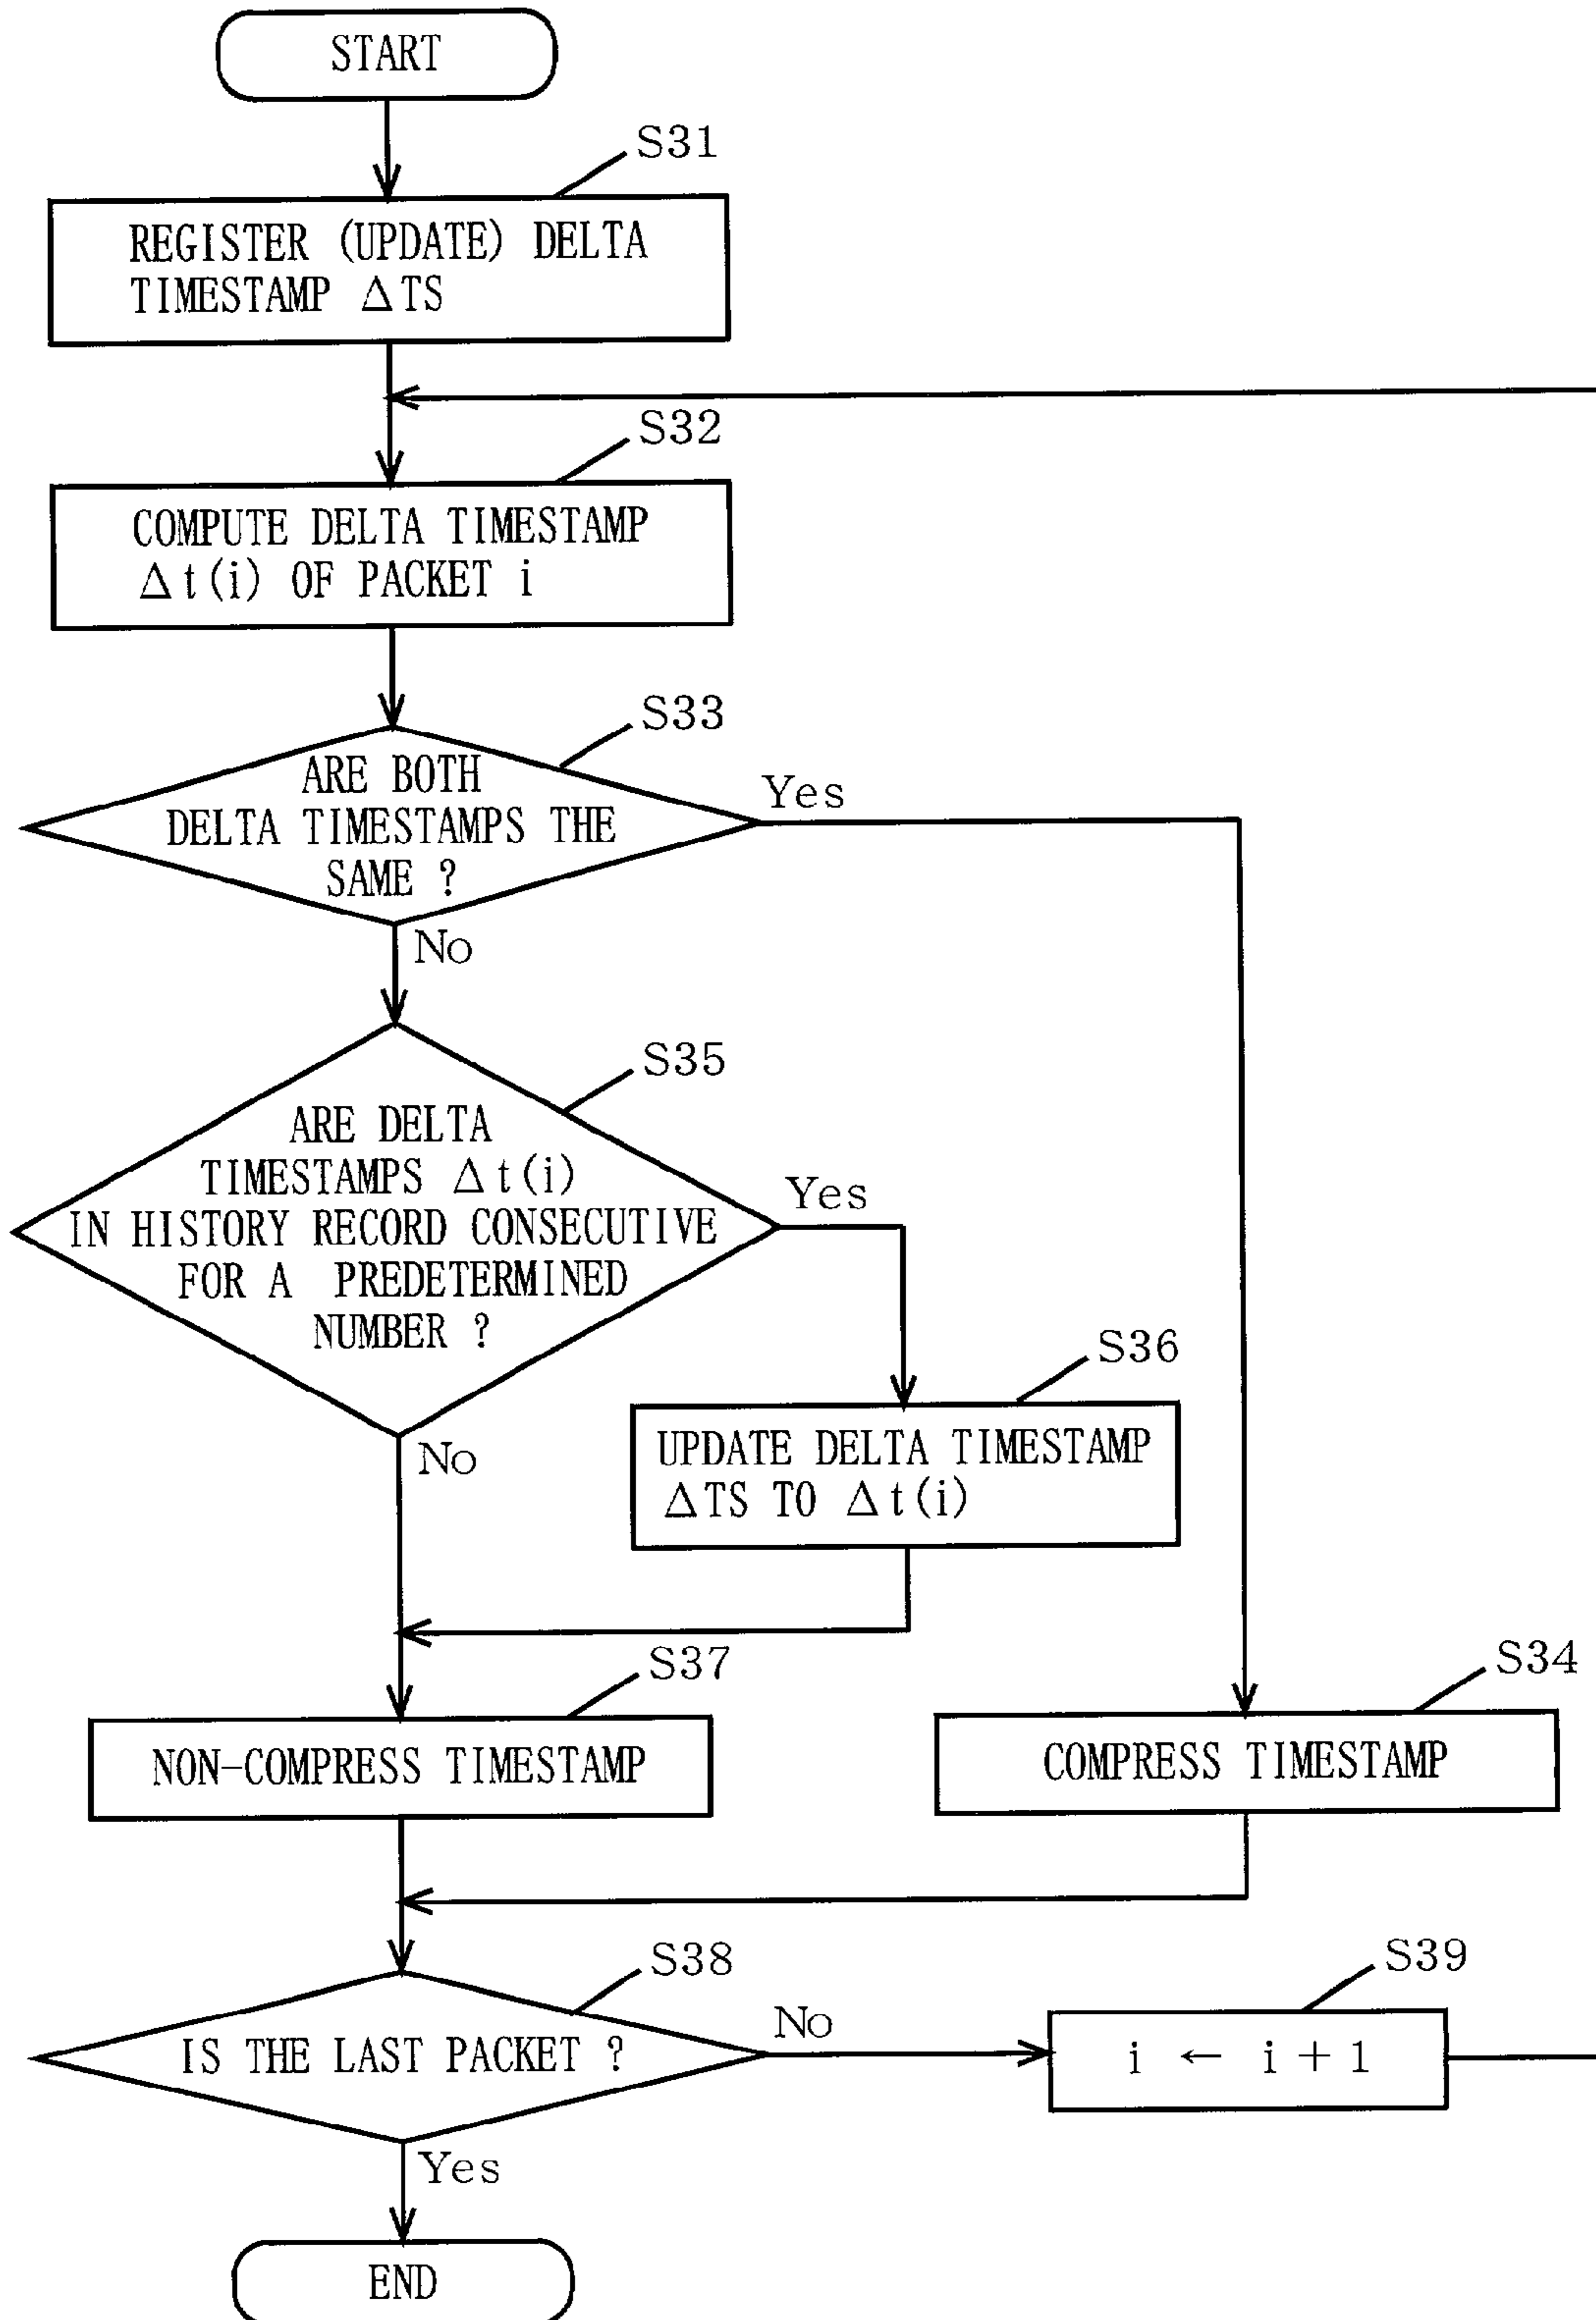 START
S31
REGISTER (UPDATE) DELTA
TIMESTAMP ΔTS
S32
COMPUTE DELTA TIMESTAMP
Δt(i) OF PACKET i
S33
ARE BOTH
DELTA TIMESTAMPS THE
SAME ?
Yes
No
S35
ARE DELTA
TIMESTAMPS Δt(i)
IN HISTORY RECORD CONSECUTIVE
FOR A PREDETERMINED
NUMBER ?
Yes
No
S36
UPDATE DELTA TIMESTAMP
ΔTS TO Δt(i)
S37
NON-COMPRESS TIMESTAMP
S34
COMPRESS TIMESTAMP
S38
IS THE LAST PACKET ?
No
S39
i ← i+1
Yes
END